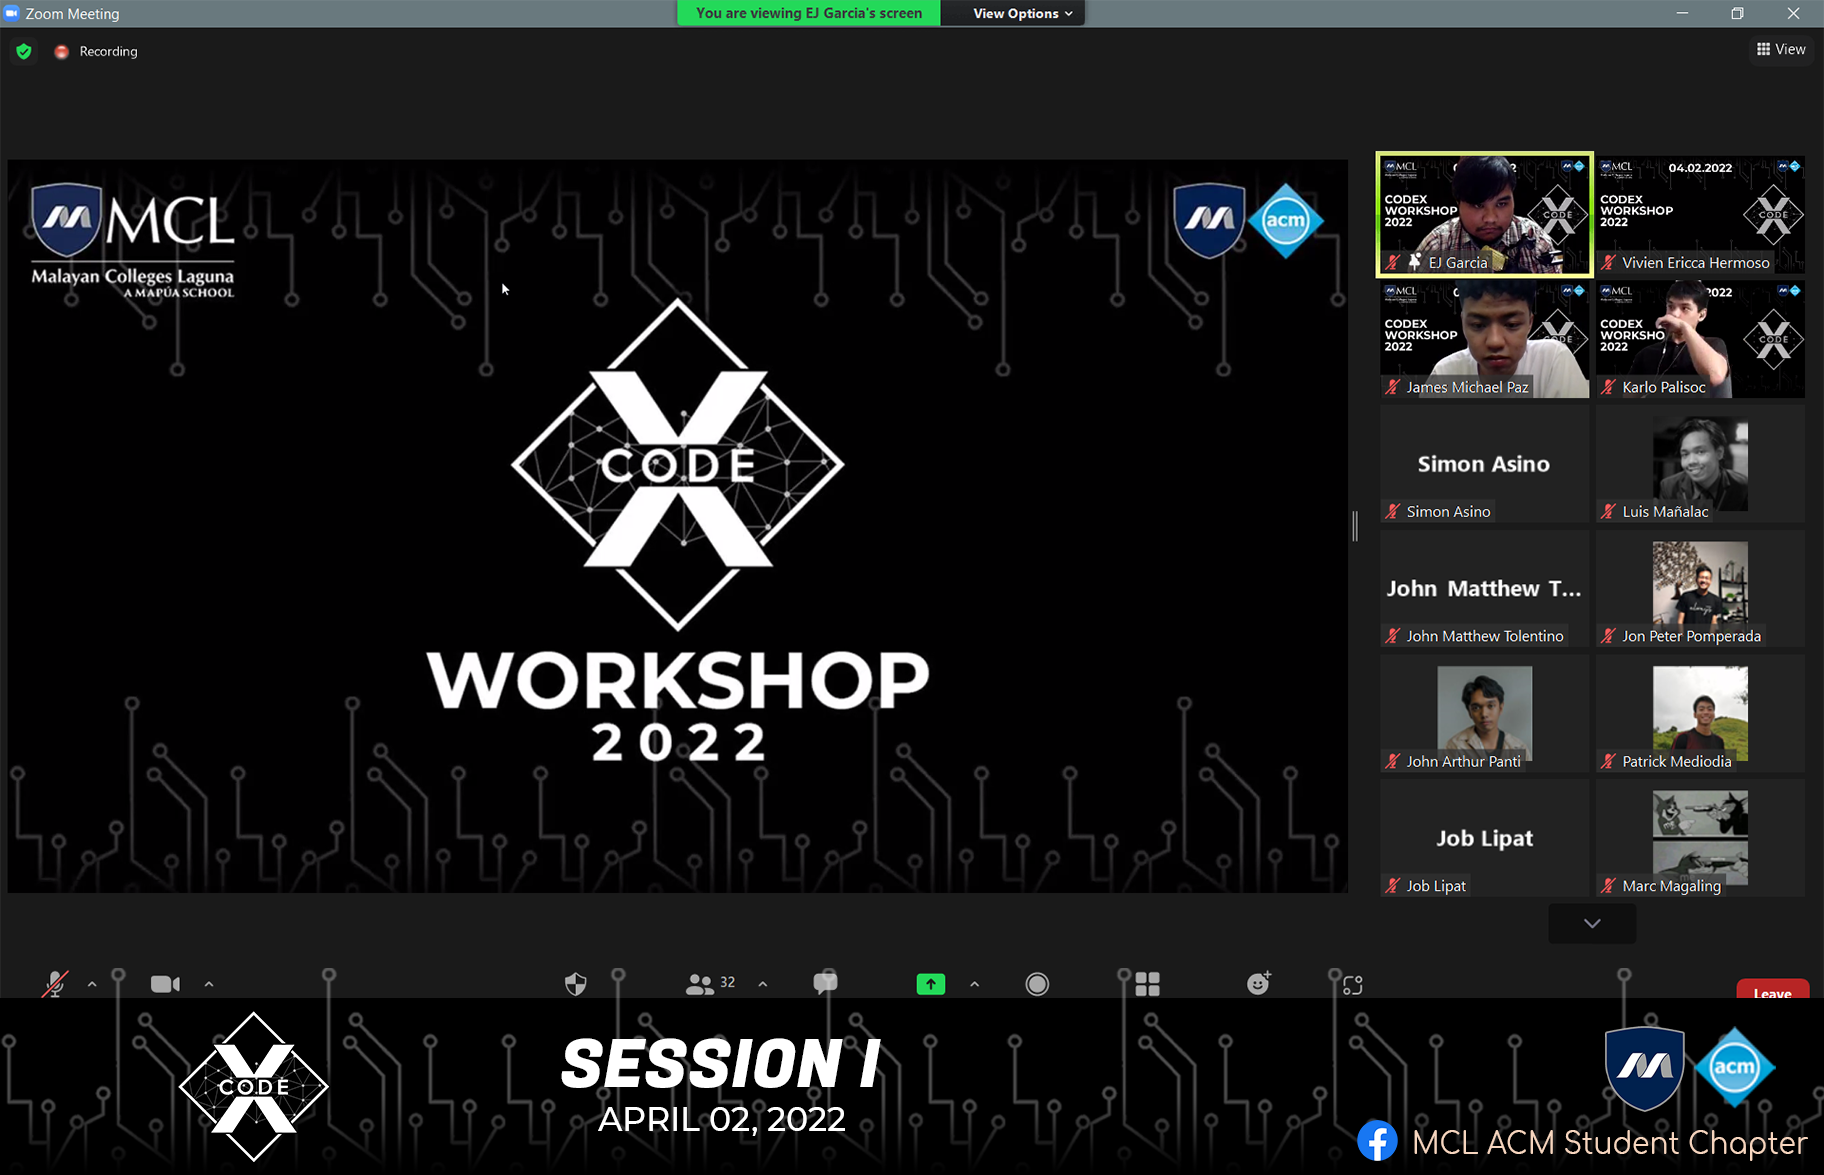 Zoom Meeting
You are viewing EJ Garcia's screen
View Options
Recording
View
MCL
Malayan Colleges Laguna
A MAPÚA SCHOOL
acm
CODE
X
WORKSHOP
2022
MCL
CODEX
WORKSHOP
2022
CODE
EJ Garcia
MCL
04.02.2022
CODEX
WORKSHOP
2022
CODE
Vivien Ericca Hermoso
MCL
CODEX
WORKSHOP
2022
CODE
James Michael Paz
MCL
2022
CODEX
WORKSHO
2022
CODE
Karlo Palisoc
Simon Asino
Simon Asino
Luis Mañalac
John Matthew T...
John Matthew Tolentino
Jon Peter Pomperada
John Arthur Panti
Patrick Mediodia
Job Lipat
Job Lipat
Marc Magaling
32
Leave
CODE
X
SESSION I
APRIL 02, 2022
acm
MCL ACM Student Chapter